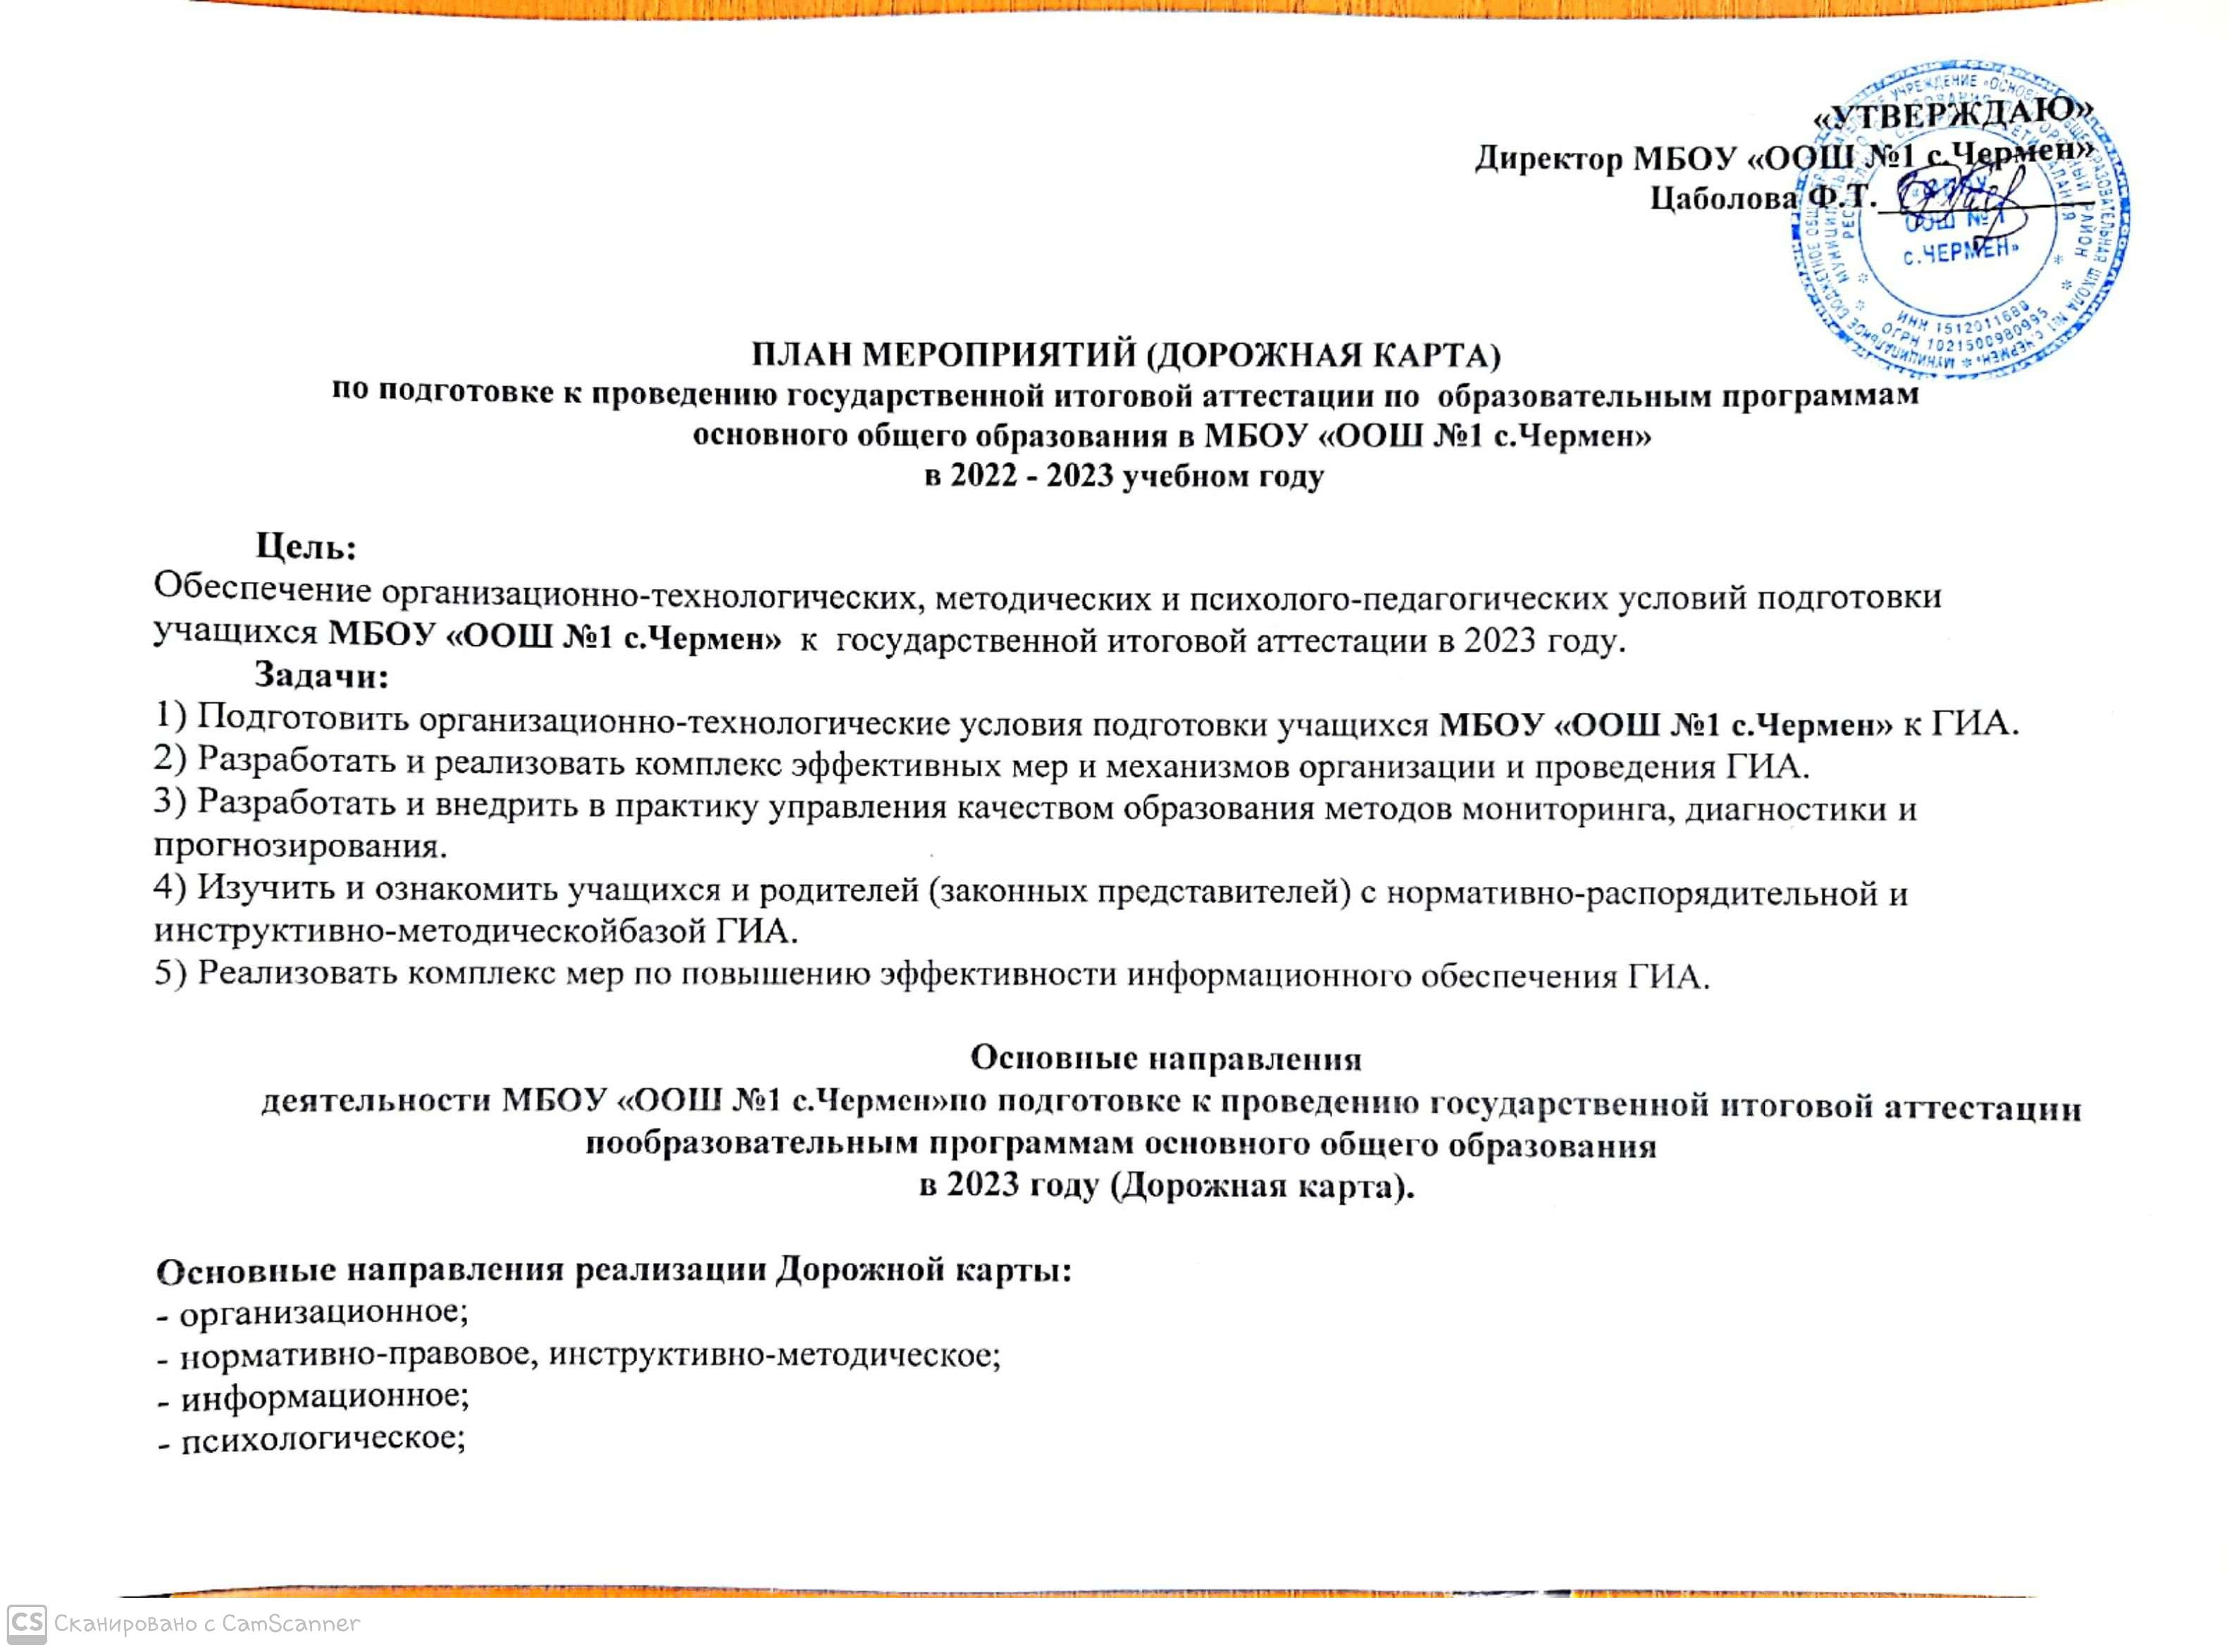 «УТВЕРЖДАЮ»
Директор МБОУ «ООШ №1 с.Чермен»
Цаболова Ф.Т.
ООШ № 1
с.ЧЕРМЕН»
ИНН 1512011680
ОГРН 1021500980995
ПЛАН МЕРОПРИЯТИЙ (ДОРОЖНАЯ КАРТА)
по подготовке к проведению государственной итоговой аттестации по образовательным программам
основного общего образования в МБОУ «ООШ №1 с.Чермен»
в 2022 - 2023 учебном году
Цель:
Обеспечение организационно-технологических, методических и психолого-педагогических условий подготовки
учащихся МБОУ «ООШ №1 с.Чермен» к государственной итоговой аттестации в 2023 году.
Задачи:
1) Подготовить организационно-технологические условия подготовки учащихся МБОУ «ООШ №1 с.Чермен» к ГИА.
2) Разработать и реализовать комплекс эффективных мер и механизмов организации и проведения ГИА.
3) Разработать и внедрить в практику управления качеством образования методов мониторинга, диагностики и
прогнозирования.
4) Изучить и ознакомить учащихся и родителей (законных представителей) с нормативно-распорядительной и
инструктивно-методическойбазой ГИА.
5) Реализовать комплекс мер по повышению эффективности информационного обеспечения ГИА.
Основные направления
деятельности МБОУ «ООШ №1 с.Чермен»по подготовке к проведению государственной итоговой аттестации
пообразовательным программам основного общего образования
в 2023 году (Дорожная карта).
Основные направления реализации Дорожной карты:
- организационное;
- нормативно-правовое, инструктивно-методическое;
- информационное;
- психологическое;
CS Сканировано с CamScanner